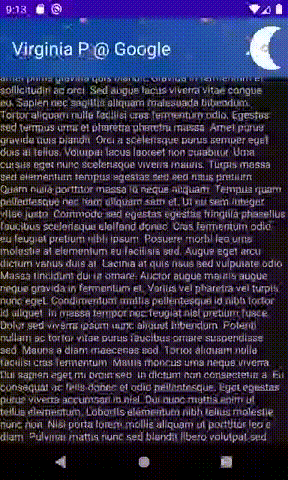 9:13
Virginia P @ Google
amet purus gravida quis blandit. Gravida in fermentum et
sollicitudin ac orci. Sed augue lacus viverra vitae congue
eu. Sapien nec sagittis aliquam malesuada bibendum.
Tortor aliquam nulla facilisi cras fermentum odio. Egestas
sed tempus urna et pharetra pharetra massa. Amet purus
gravida quis blandit. Orci a scelerisque purus semper eget
duis at tellus. Volutpat lacus laoreet non curabitur. Urna
cursus eget nunc scelerisque viverra mauris. Turpis massa
sed elementum tempus egestas sed sed risus pretium.
Quam nulla porttitor massa id neque aliquam. Tempus quam
pellentesque nec nam aliquam sem et. Ut eu sem integer
vitae justo. Commodo sed egestas egestas fringilla phasellus
faucibus scelerisque eleifend donec. Cras fermentum odio
eu feugiat pretium nibh ipsum. Posuere morbi leo urna
molestie at elementum eu facilisis sed. Augue eget arcu
dictum varius duis at. Lacinia at quis risus sed vulputate odio.
Massa tincidunt dui ut ornare. Auctor augue mauris augue
neque gravida in fermentum et. Varius vel pharetra vel turpis
nunc eget. Condimentum mattis pellentesque id nibh tortor
id aliquet. In massa tempor nec feugiat nisl pretium fusce.
Dolor sed viverra ipsum nunc aliquet bibendum. Potenti
nullam ac tortor vitae purus faucibus ornare suspendisse
sed. Mauris a diam maecenas sed. Tortor aliquam nulla
facilisi cras fermentum. Mattis rhoncus urna neque viverra.
Dui sapien eget mi proin sed. In dictum non consectetur a. Eu
consequat ac felis donec et odio pellentesque. Eget egestas
purus viverra accumsan in nisl. Dui nunc mattis enim ut
tellus elementum. Lobortis elementum nibh tellus molestie
nunc non. Nisi porta lorem mollis aliquam ut porttitor leo a
diam. Pulvinar mattis nunc sed blandit libero volutpat sed